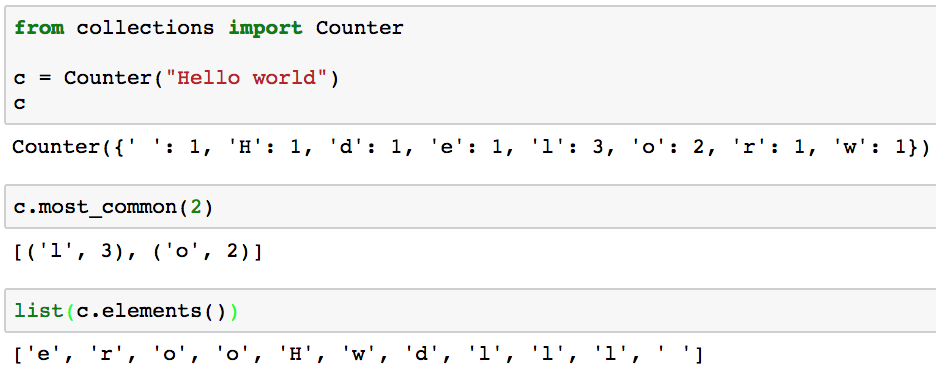 from collections import Counter
c = Counter("Hello world")
c
Counter({' ': 1, 'H': 1, 'd': 1, 'e': 1, 'l': 3, 'o': 2, 'r': 1, 'w': 1})
c.most_common(2)
[('l', 3), ('o', 2)]
list(c.elements())
['e', 'r', 'o', 'o', 'H', 'w', 'd', 'l', 'l', 'l', ' ']